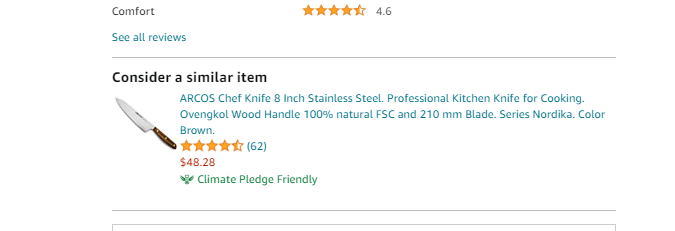 Comfort 4.6
See all reviews
Consider a similar item
ARCOS Chef Knife 8 Inch Stainless Steel. Professional Kitchen Knife for Cooking.
Ovengkol Wood Handle 100% natural FSC and 210 mm Blade. Series Nordika. Color
Brown.
(62)
$48.28
Climate Pledge Friendly